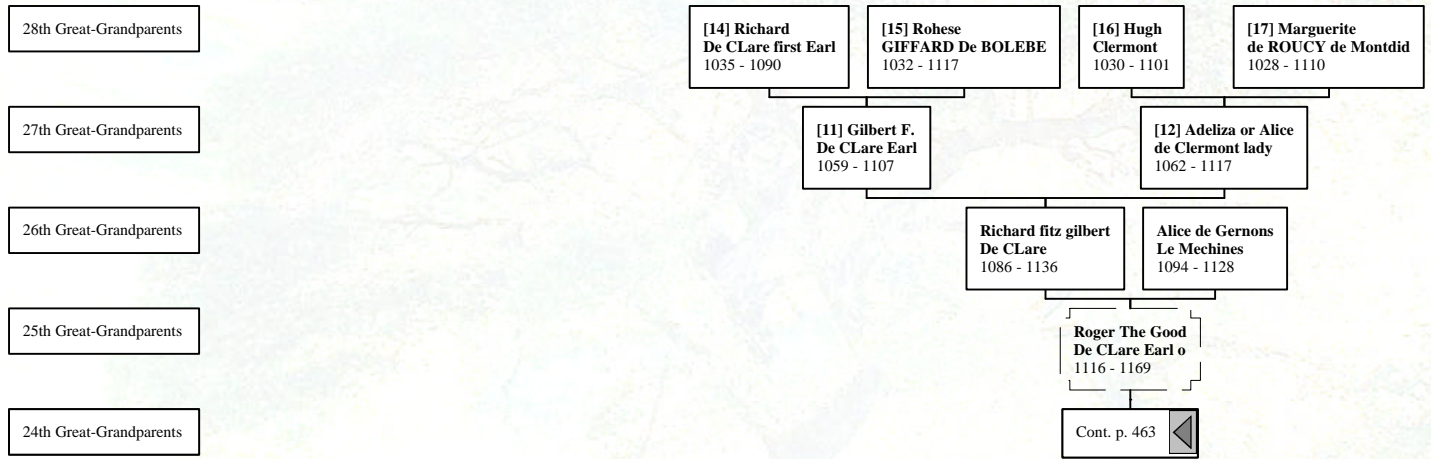 28th Great-Grandparents
[14] Richard
De CLare first Earl
1035 - 1090
[15] Rohese
GIFFARD De BOLEBE
1032 - 1117
[16] Hugh
Clermont
1030 - 1101
[17] Marguerite
de ROUCY de Montdid
1028 - 1110
27th Great-Grandparents
[11] Gilbert F.
De CLare Earl
1059 - 1107
[12] Adeliza or Alice
de Clermont lady
1062 - 1117
26th Great-Grandparents
Richard fitz gilbert
De CLare
1086 - 1136
Alice de Gernons
Le Mechines
1094 - 1128
25th Great-Grandparents
Roger The Good
De CLare Earl o
1116 - 1169
24th Great-Grandparents
Cont. p. 463